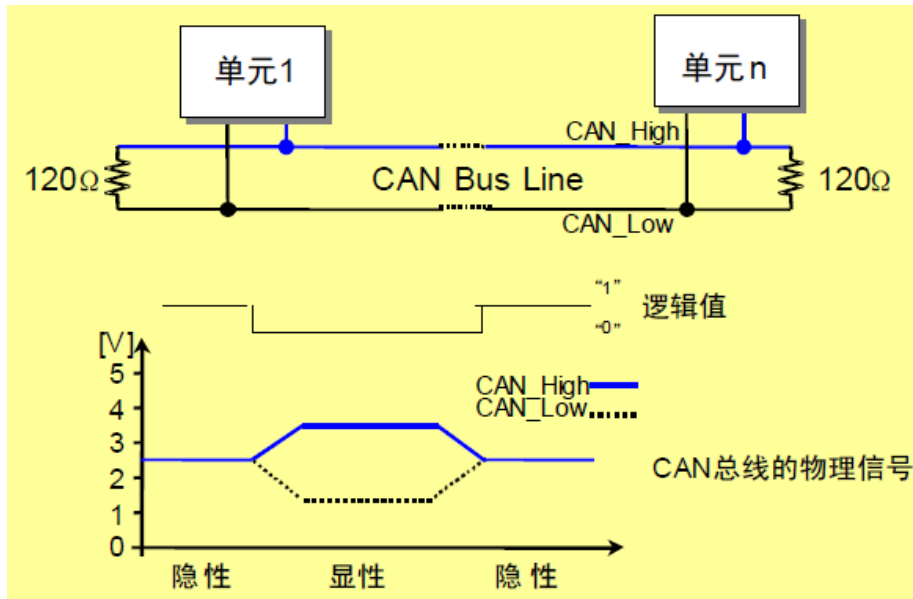 单元1
单元n
CAN_High
120Ω
CAN Bus Line
120Ω
CAN_Low
“1”
逻辑值
“0”
[V]
5
4
3
2
1
0
CAN_High
CAN_Low
CAN总线的物理信号
隐性
显性
隐性